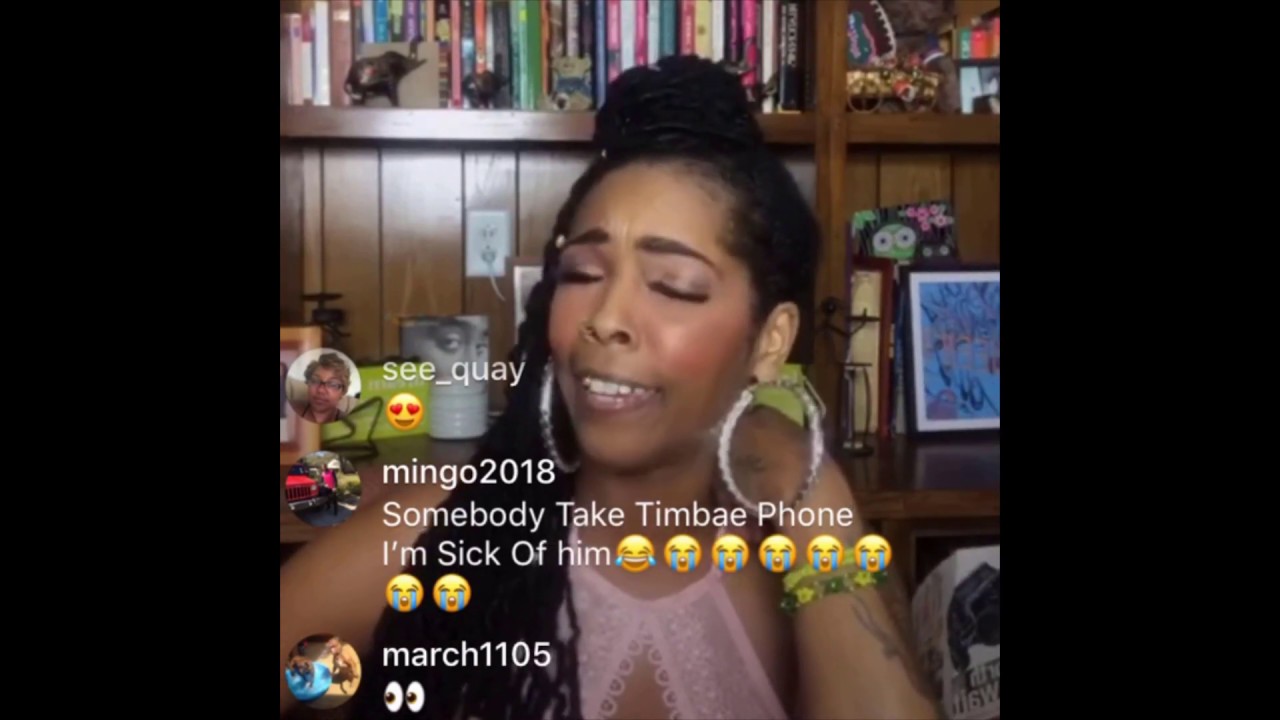 see_quay
😍
mingo2018
Somebody Take Timbae Phone
I’m Sick Of him😂😭😭😭😭😭
😭😭
march1105
👀